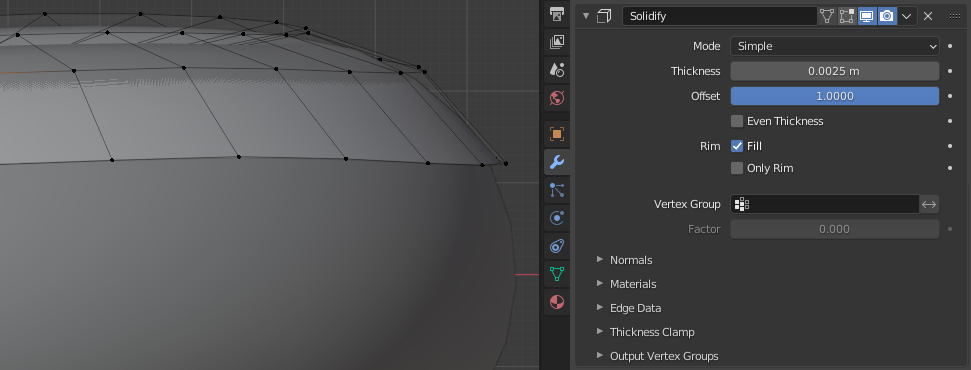 Solidify
Mode Simple
Thickness 0.0025 m
Offset 1.0000
Even Thickness
Rim Fill
Only Rim
Vertex Group
Factor 0.000
Normals
Materials
Edge Data
Thickness Clamp
Output Vertex Groups